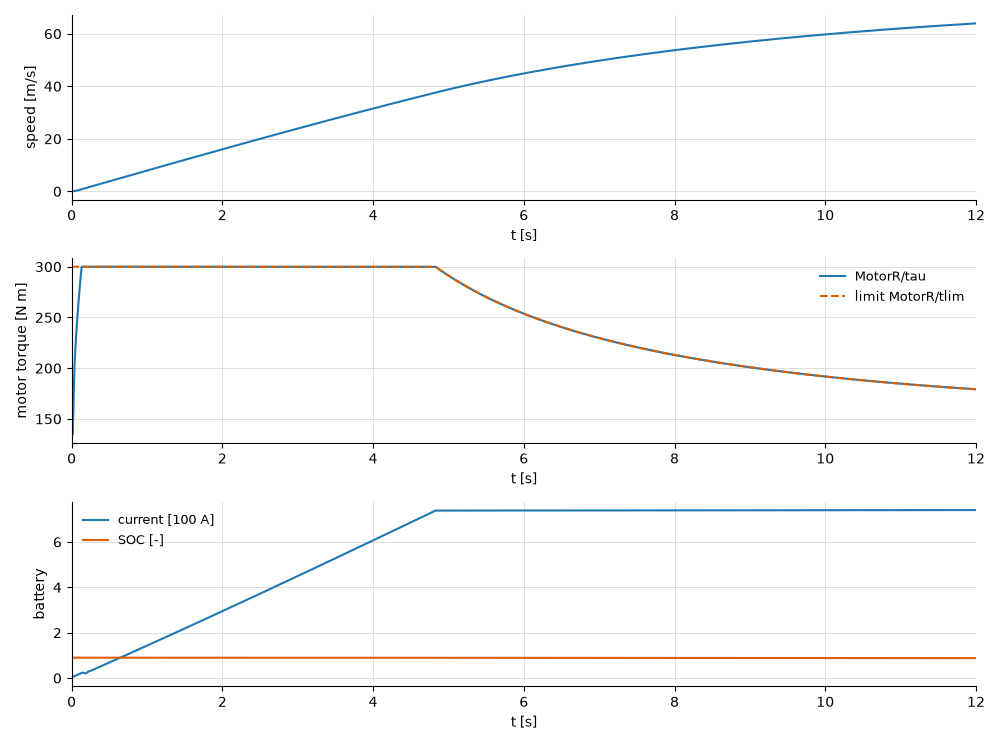 speed [m/s]
60
40
20
0
0 2 4 6 8 10 12
t [s]
motor torque [N m]
300
250
200
150
MotorR/tau
limit MotorR/tlim
0 2 4 6 8 10 12
t [s]
battery
6
4
2
0
current [100 A]
SOC [-]
0 2 4 6 8 10 12
t [s]